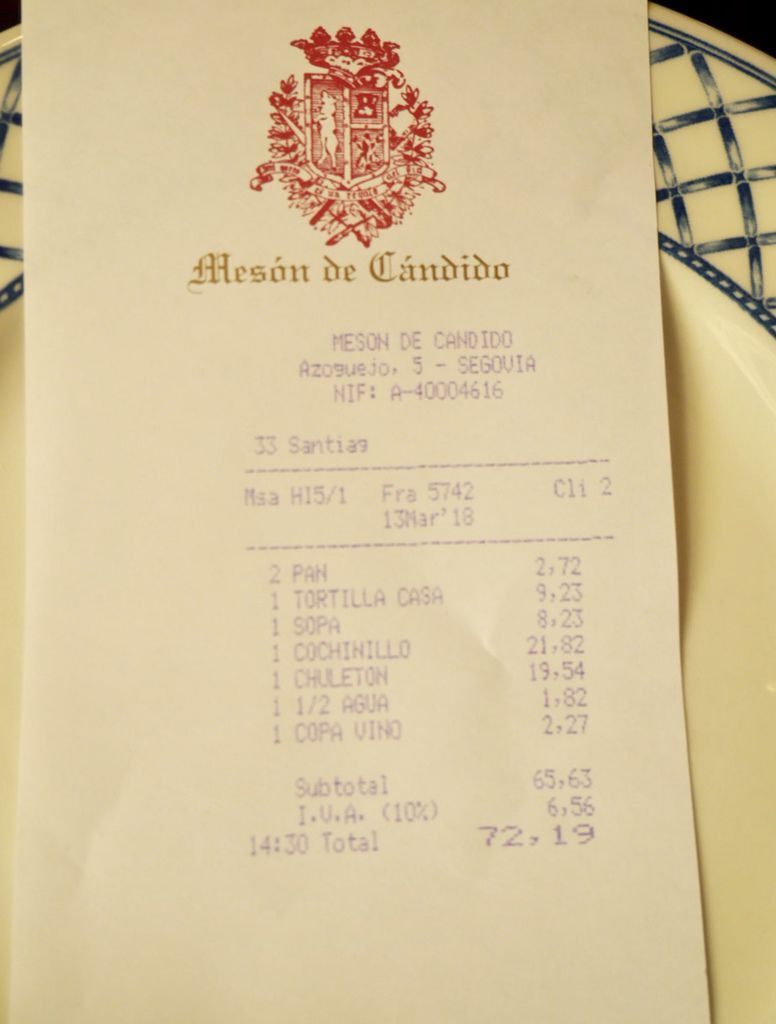 Mesón de Cándido
MESON DE CANDIDO
Azoguejo, 5 - SEGOVIA
NIF: A-40004616
33 Santiag
Msa H15/1 Fra 5742 Cli 2
13Mar'18
2 PAN 2,72
1 TORTILLA CASA 9,23
1 SOPA 8,23
1 COCHINILLO 21,82
1 CHULETON 19,54
1 1/2 AGUA 1,82
1 COPA VINO 2,27
Subtotal 65,63
I.V.A. (10%) 6,56
14:30 Total 72,19